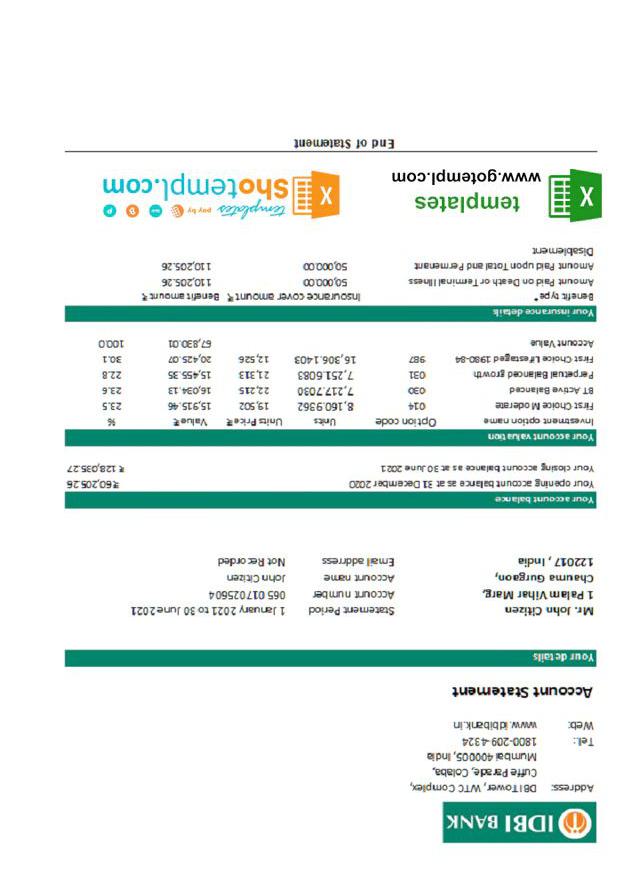 IDBI BANK
Address: DBI Tower, WTC Complex,
Cuffe Parade, Colaba,
Mumbai 400005, India
Tel.: 1800-209-4324
Web: www.idbibank.in
Account Statement
Your details
Mr. John Citizen Statement Period 1 January 2021 to 30 June 2021
1 Palam Vihar Marg, Account number 065 017025604
Chauma Gurgaon, Account name John Citizen
122017 , India Email address Not Recorded
Your account balance
Your opening account balance as at 31 December 2020 ₹60,205.26
Your closing account balance as at 30 June 2021 ₹ 128,035.27
Your account valuation
Investment option name Option code Units Units Price₹ Value₹ %
First Choice Moderate 014 8,160.9362 19,502 15,915.46 23.5
BT Active Balanced 030 7,217.7030 22,215 16,034.13 23.6
Perpetual Balanced growth 031 7,251.6083 21,313 15,455.35 22.8
First Choice Lifestaged 1980-84 987 16,306.1403 12,526 20,425.07 30.1
Account Value 67,830.01 100.0
Your insurance details
Benefit type* Insurance cover amount ₹ Benefit amount ₹
Amount Paid on Death or Terminal Illness 50,000.00 110,205.26
Amount Paid upon Total and Permenant 50,000.00 110,205.26
Disablement
X templates
www.gotempl.com
X templates pay by
Shotempl.com
End of Statement